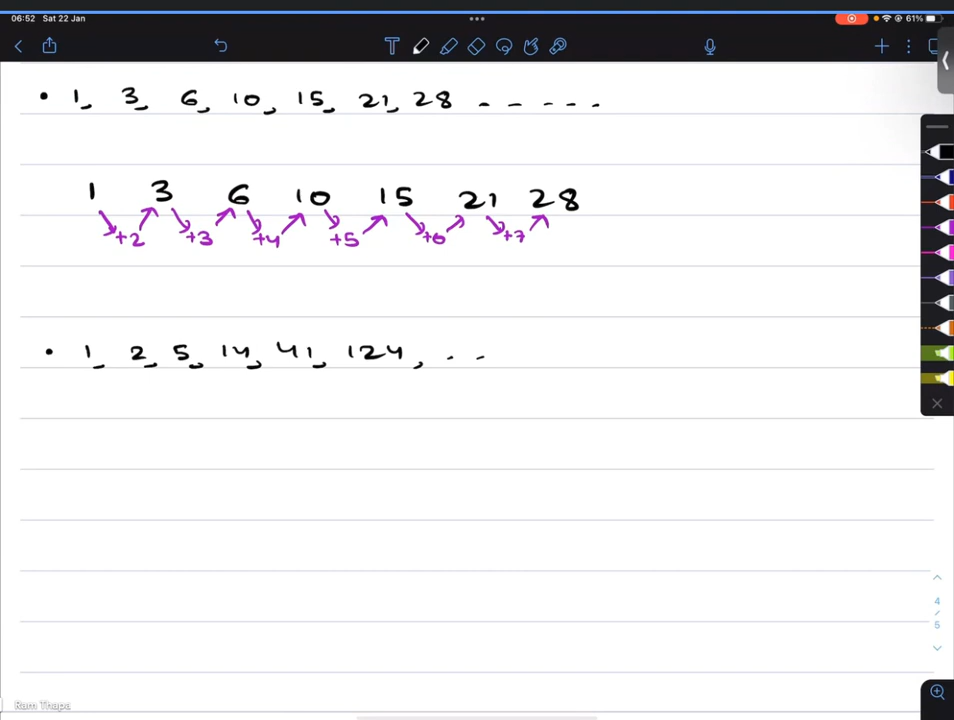 06:52 Sat 22 Jan
61%
T
• 1, 3, 6, 10, 15, 21, 28 - - - - -
1 3 6 10 15 21 28
+2 +3 +4 +5 +6 +7
• 1, 2, 5, 14, 41, 124, - -
4
/
5
Ram Thapa